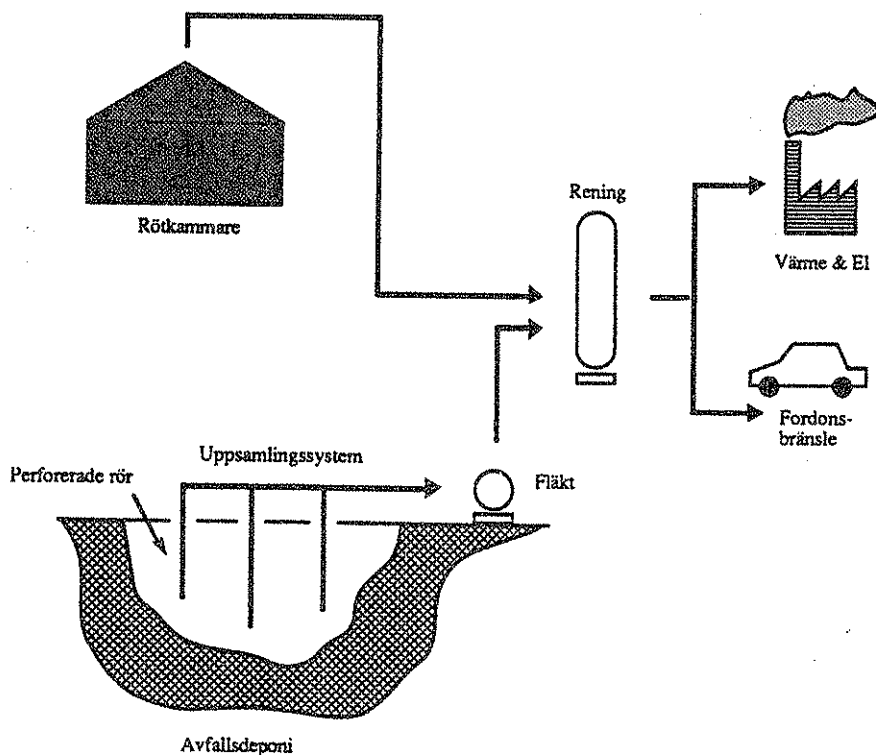 Rötkammare
Rening
Värme & El
Fordons-
bränsle
Uppsamlingssystem
Perforerade rör
Fläkt
Avfallsdeponi